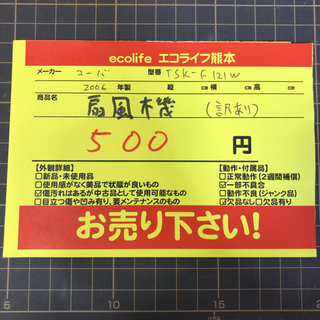 ecolife エコライフ熊本
メーカー ユーパ 型番 TSK-F121W
2006 年製 縦 cm 横 cm 高 cm
商品名 扇風機 (訳あり)
500 円
【外観詳細】
□新品・未使用品
□使用感がなく美品で状態が良いもの
☑傷汚れはあるが中古品として使用可能なもの
□目立つ傷や凹み有り、要メンテナンスのもの
【動作・付属品】
□正常動作(2週間補償)
☑一部不具合
□動作不良(ジャンク品)
☑欠品なし□欠品有り
お売り下さい!
5
10
15